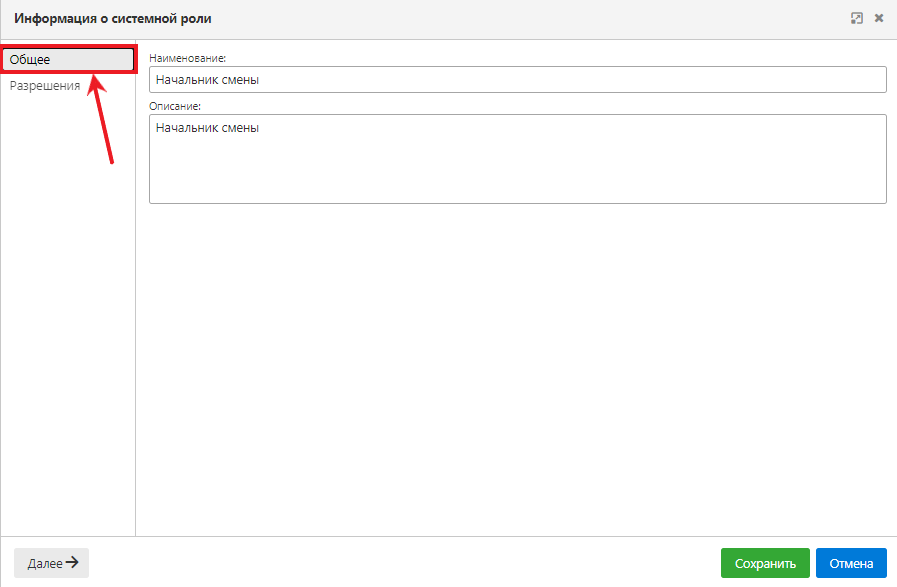 Информация о системной роли
Общее
Разрешения
Наименование:
Начальник смены
Описание:
Начальник смены
Далее
Сохранить
Отмена